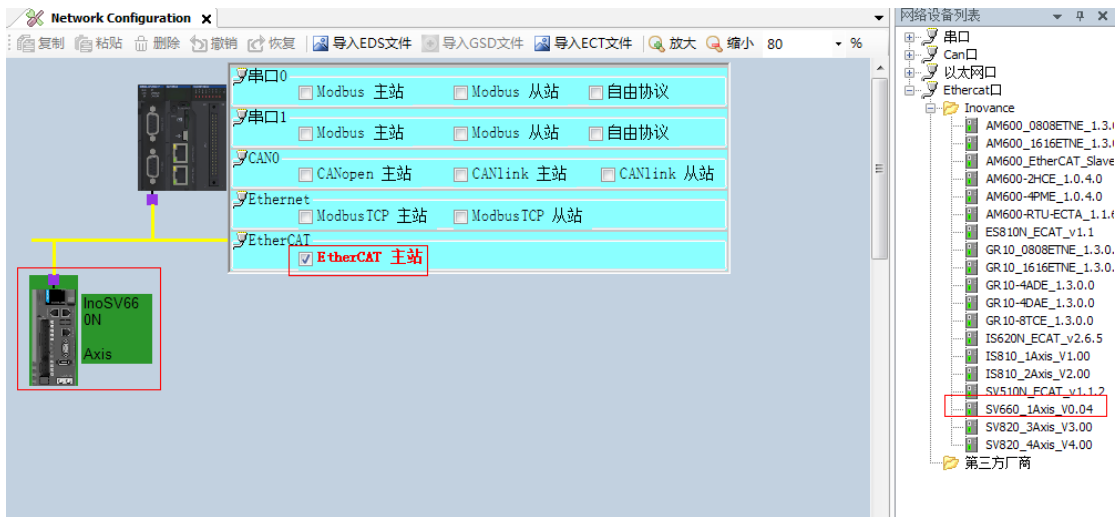 Network Configuration
复制 粘贴 删除 撤销 恢复 导入EDS文件 导入GSD文件 导入ECT文件 放大 缩小 80 %
串口0
Modbus 主站 Modbus 从站 自由协议
串口1
Modbus 主站 Modbus 从站 自由协议
CAN0
CANopen 主站 CANlink 主站 CANlink 从站
Ethernet
ModbusTCP 主站 ModbusTCP 从站
EtherCAT
EtherCAT 主站
InoSV66
0N
Axis
网络设备列表
串口
Can口
以太网口
Ethercat口
Inovance
AM600_0808ETNE_1.3.
AM600_1616ETNE_1.3.
AM600_EtherCAT_Slave
AM600-2HCE_1.0.4.0
AM600-4PME_1.0.4.0
AM600-RTU-ECTA_1.1.6
ES810N_ECAT_v1.1
GR10_0808ETNE_1.3.0.
GR10_1616ETNE_1.3.0.
GR10-4ADE_1.3.0.0
GR10-4DAE_1.3.0.0
GR10-8TCE_1.3.0.0
IS620N_ECAT_v2.6.5
IS810_1Axis_V1.00
IS810_2Axis_V2.00
SV510N_ECAT_v1.1.2
SV660_1Axis_V0.04
SV820_3Axis_V3.00
SV820_4Axis_V4.00
第三方厂商